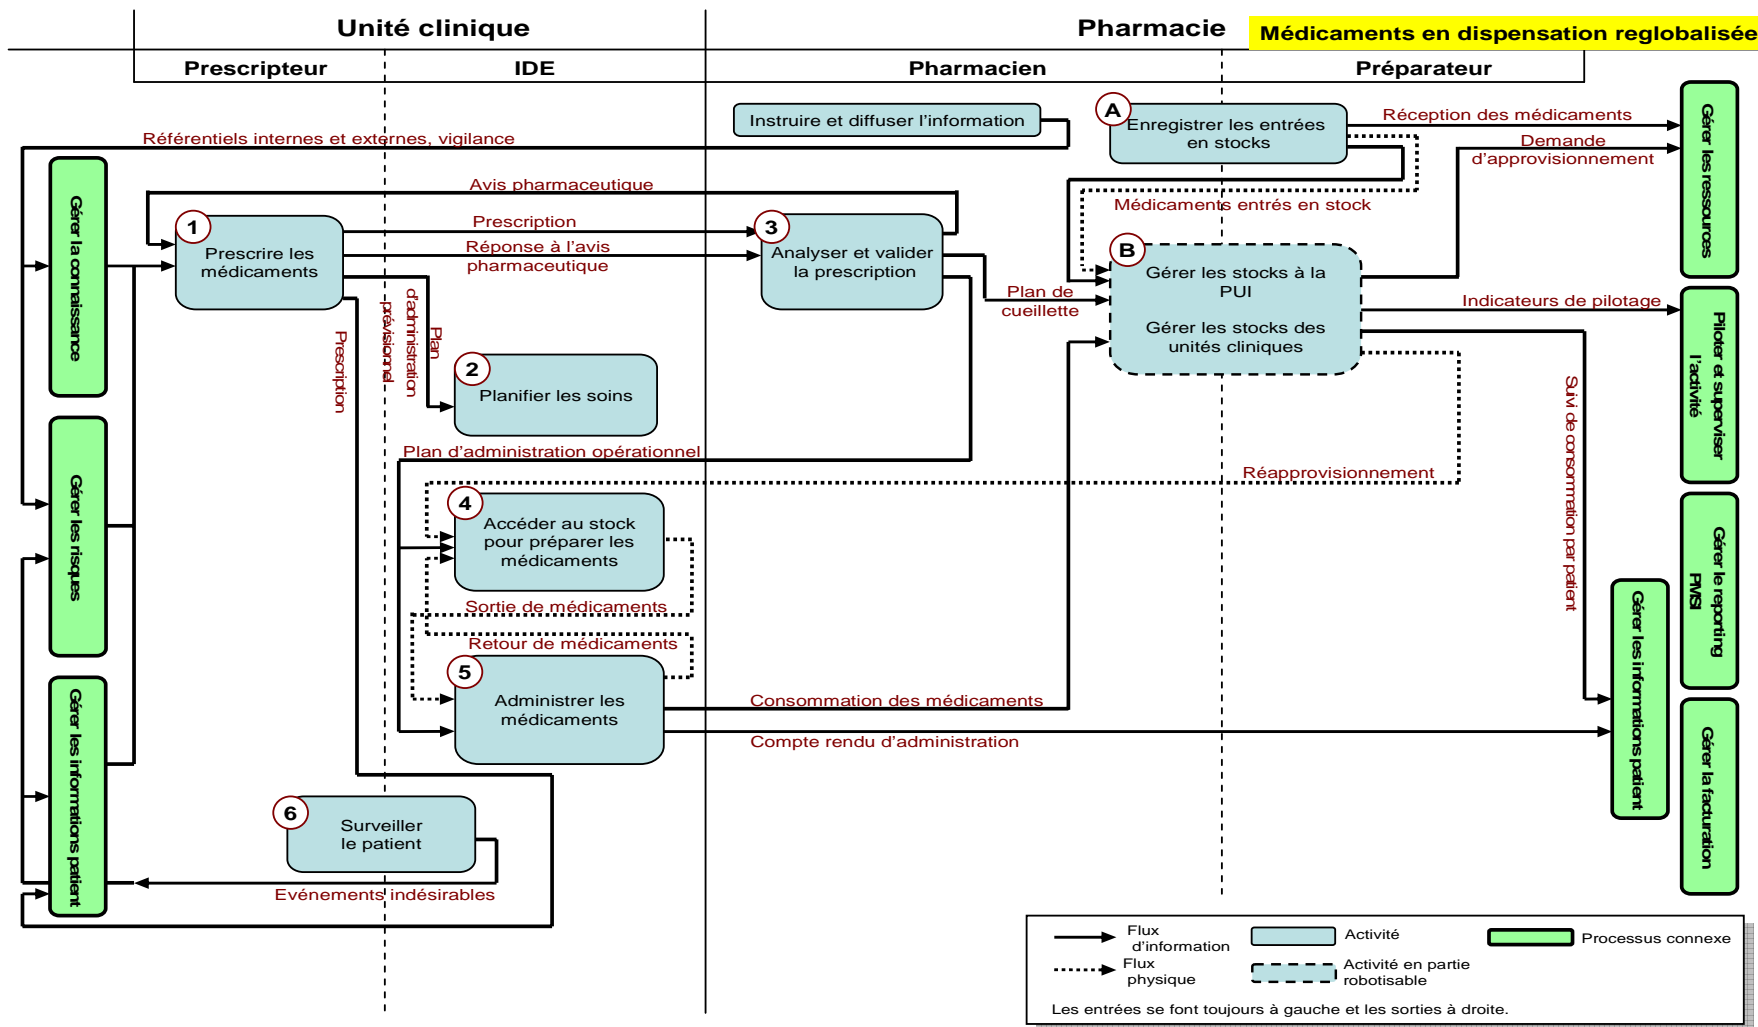 Unité clinique
Pharmacie
Médicaments en dispensation reglobalisée
Prescripteur
IDE
Pharmacien
Préparateur
Instruire et diffuser l'information
A
Enregistrer les entrées
en stocks
Réception des médicaments
Demande
d'approvisionnement
Référentiels internes et externes, vigilance
Avis pharmaceutique
Médicaments entrés en stock
1
Prescrire les
médicaments
Prescription
Réponse à l'avis
pharmaceutique
3
Analyser et valider
la prescription
Plan de
cueillette
B
Gérer les stocks à la
PUI
Gérer les stocks des
unités cliniques
Indicateurs de pilotage
Prescription
Plan
d'administration
prévisionnel
2
Planifier les soins
Plan d'administration opérationnel
Réapprovisionnement
Suivi de consommation par patient
4
Accéder au stock
pour préparer les
médicaments
Sortie de médicaments
Retour de médicaments
5
Administrer les
médicaments
Consommation des médicaments
Compte rendu d'administration
6
Surveiller
le patient
Evénements indésirables
Gérer la connaissance
Gérer les risques
Gérer les informations patient
Gérer les ressources
Piloter et superviser
l'activité
Gérer le reporting
PMSI
Gérer les informations patient
Gérer la facturation
Flux
d'information
Activité
Processus connexe
Flux
physique
Activité en partie
robotisable
Les entrées se font toujours à gauche et les sorties à droite.